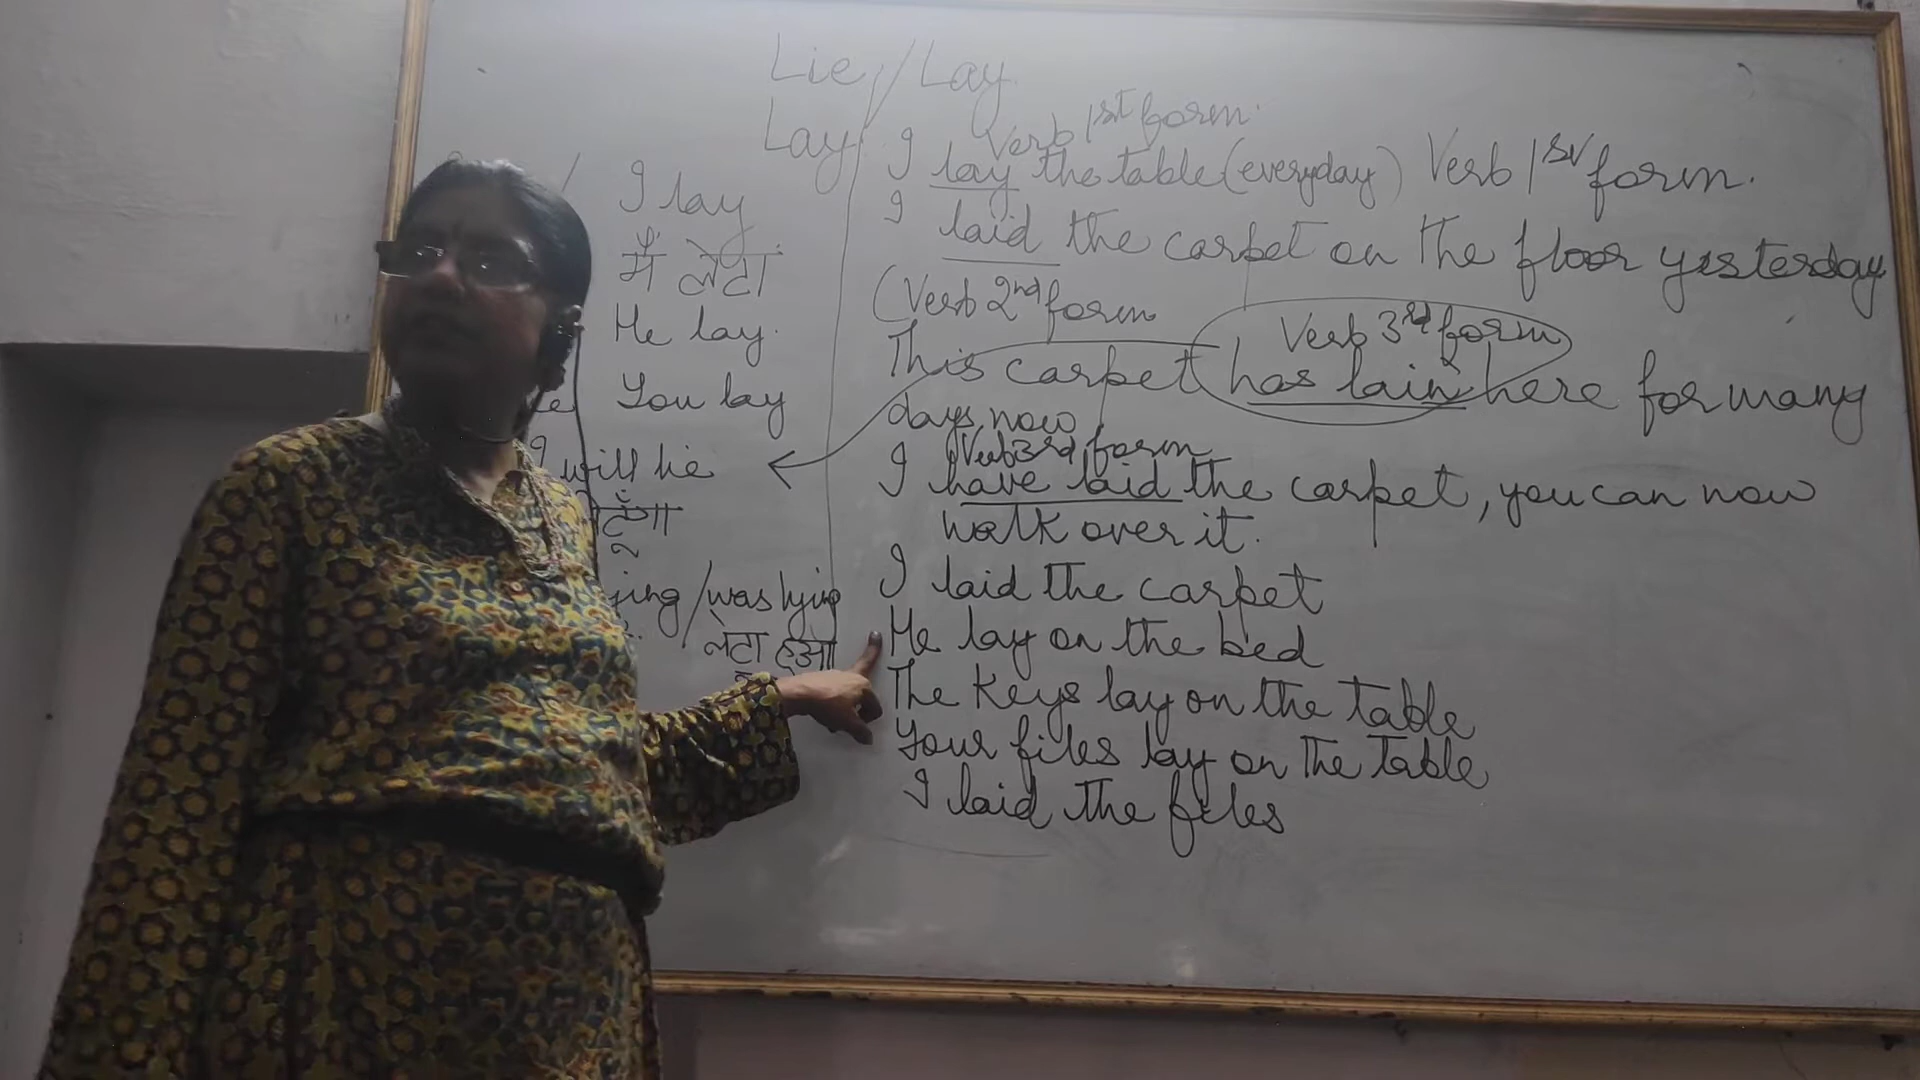 Lie / Lay
Lay
Verb 1st form.
I lay the table (everyday) Verb 1st form.
I laid the carpet on the floor yesterday
(Verb 2nd form
Verb 3rd form
This carpet has lain here for many
days now
Verb 3rd form
I have laid the carpet, you can now
walk over it.
I laid the carpet
He lay on the bed
The keys lay on the table
Your files lay on the table
I laid the files
I lay
मैं लेटा
He lay.
You lay
I will lie
/was lying
लेटा हुआ